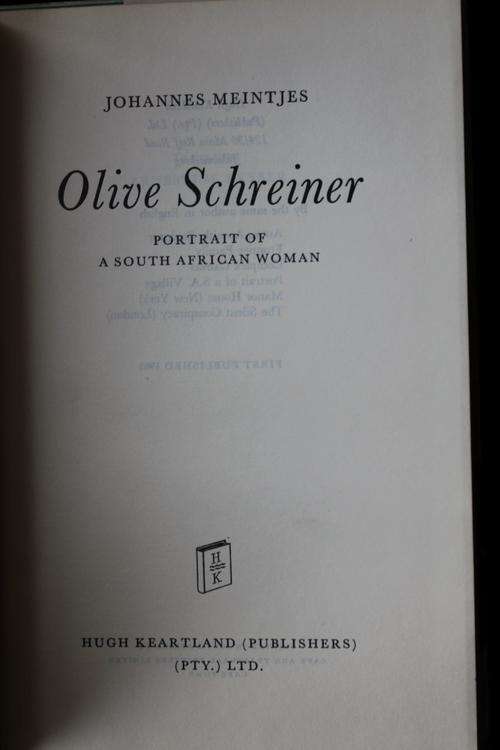 JOHANNES MEINTJES
Olive Schreiner
PORTRAIT OF
A SOUTH AFRICAN WOMAN
H
K
HUGH KEARTLAND (PUBLISHERS)
(PTY.) LTD.